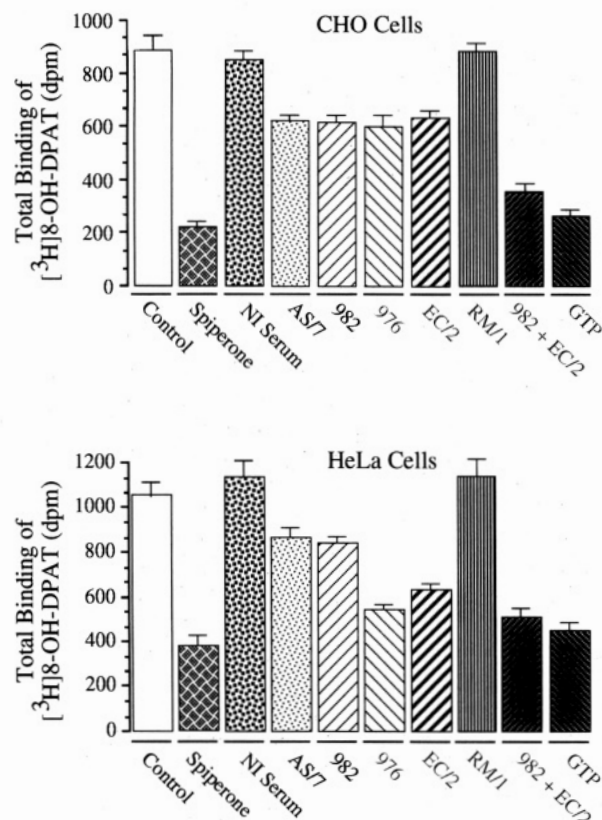 CHO Cells
Total Binding of
[³H]8-OH-DPAT (dpm)
1000
800
600
400
200
0
Control
Spiperone
NI Serum
AS/7
982
976
EC/2
RM/1
982 + EC/2
GTP
HeLa Cells
Total Binding of
[³H]8-OH-DPAT (dpm)
1200
1000
800
600
400
200
0
Control
Spiperone
NI Serum
AS/7
982
976
EC/2
RM/1
982 + EC/2
GTP